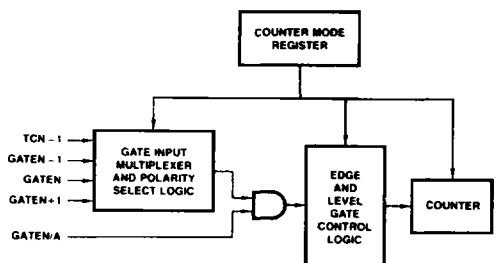 COUNTER MODE
REGISTER
TCN – 1
GATEN – 1
GATEN
GATEN+1
GATEN/A
GATE INPUT
MULTIPLEXER
AND POLARITY
SELECT LOGIC
EDGE
AND
LEVEL
GATE
CONTROL
LOGIC
COUNTER